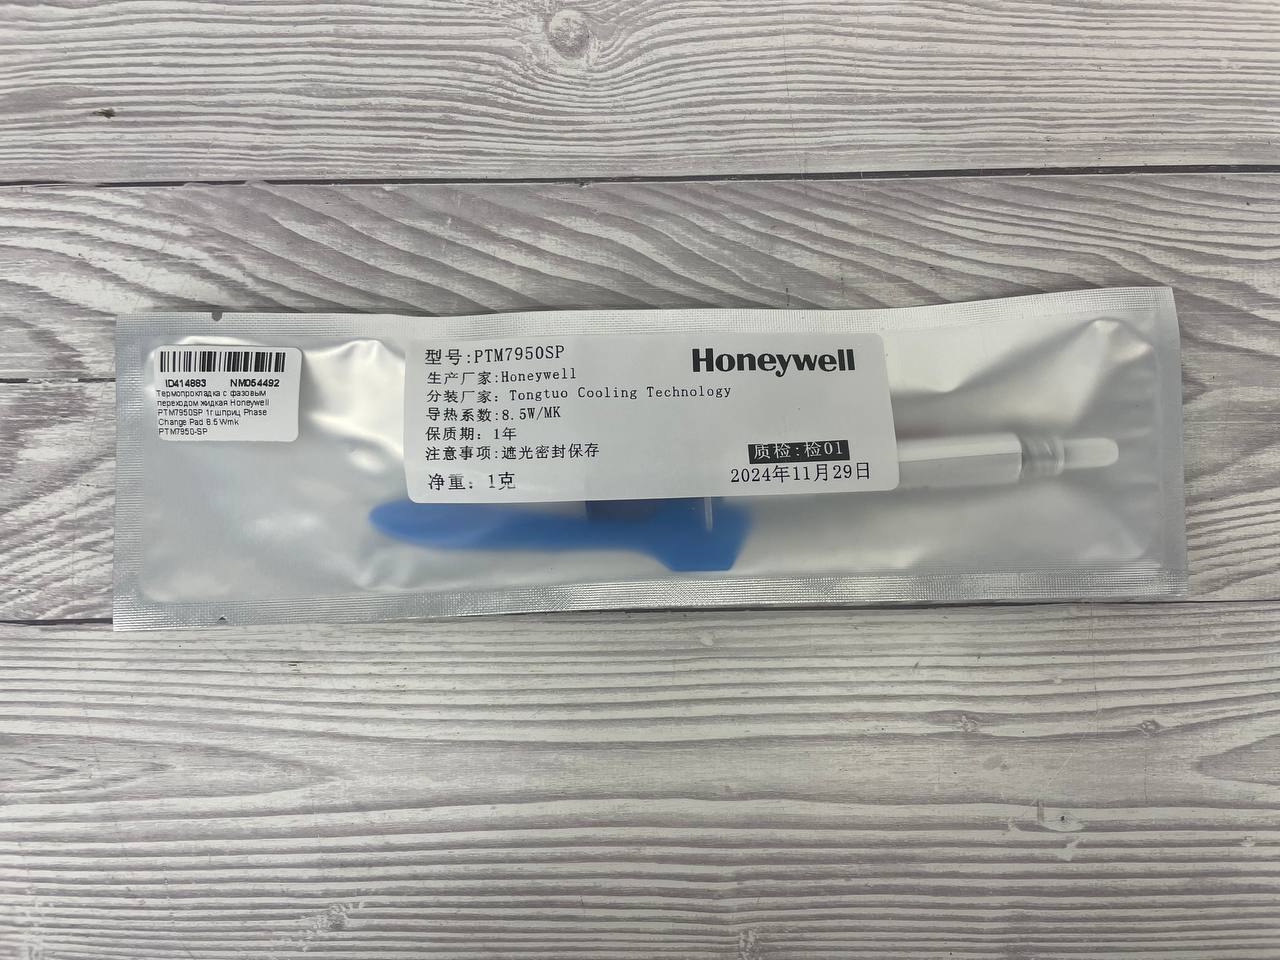 ID414883 NM054492
Термопрокладка с фазовым
переходом жидкая Honeywell
PTM7950SP 1г шприц Phase
Change Pad 8.5 Wmk
PTM7950-SP
型号:PTM7950SP
Honeywell
生产厂家:Honeywell
分装厂家: Tongtuo Cooling Technology
导热系数:8.5W/MK
保质期: 1年
注意事项:遮光密封保存
净重: 1克
质检:检01
2024年11月29日